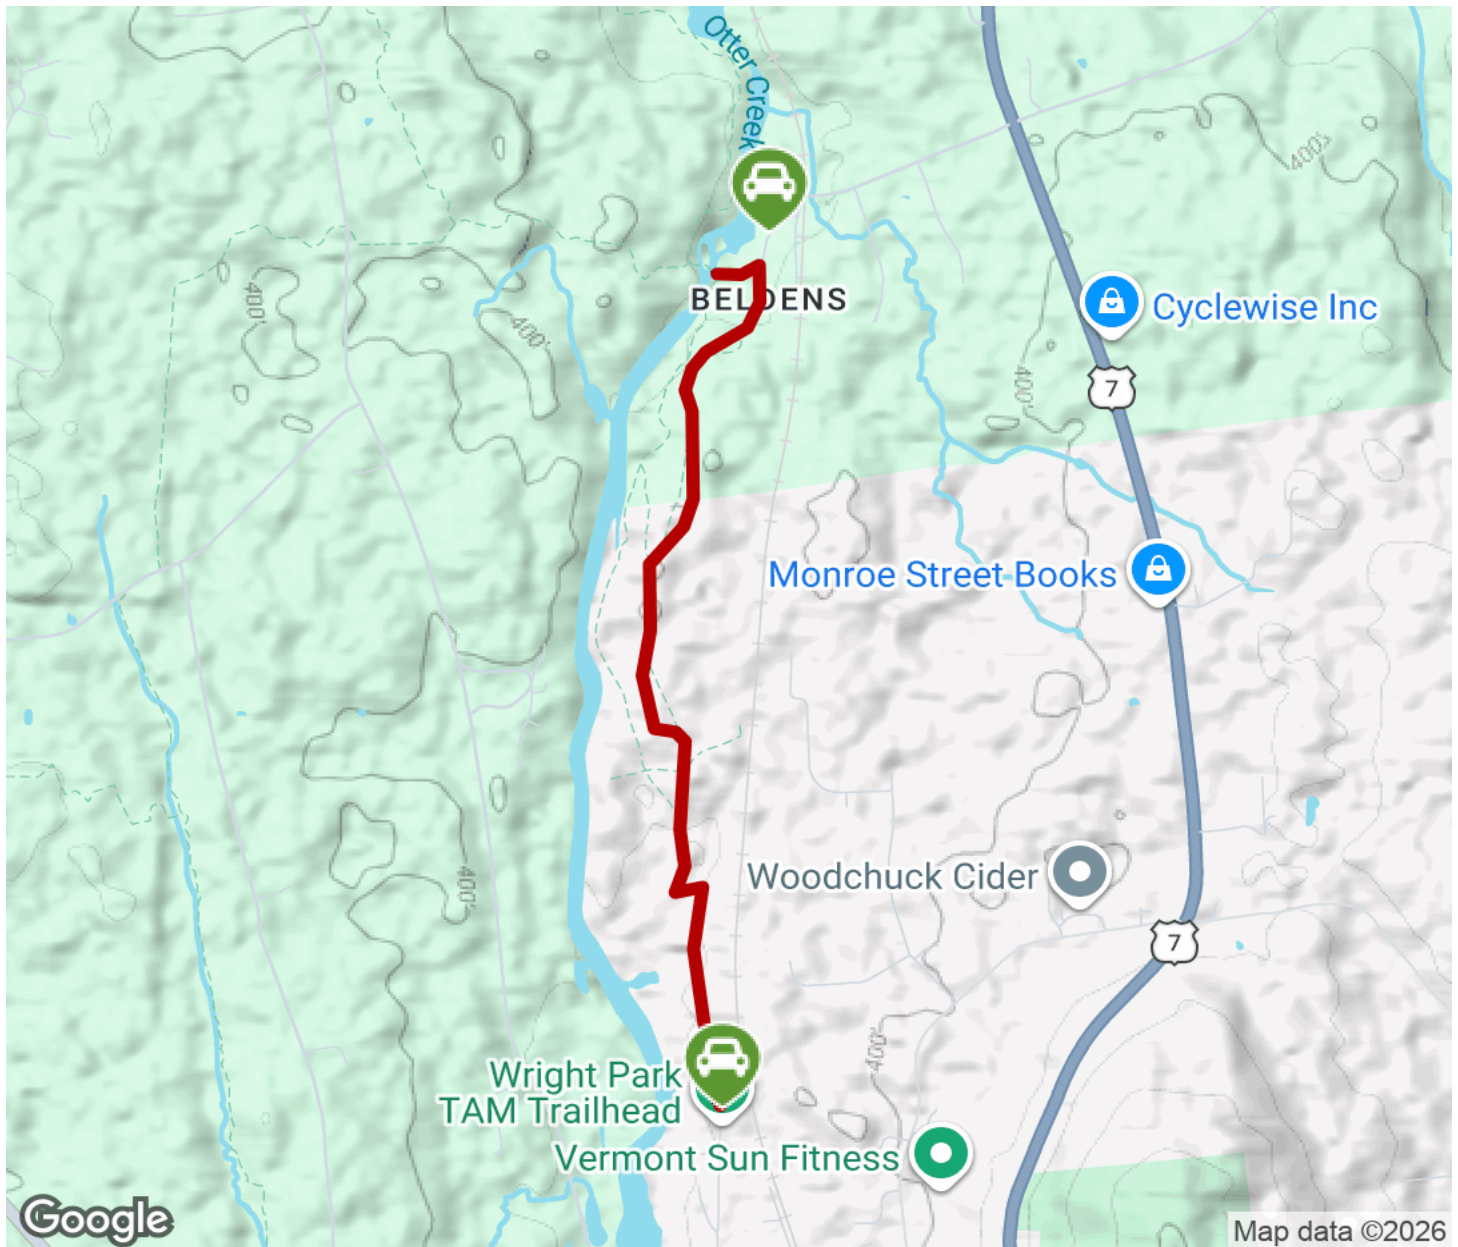 Otter Creek
400'
BELDENS
400'
400'
Cyclewise Inc
400'
7
Monroe Street Books
Woodchuck Cider
400'
7
400'
Wright Park
TAM Trailhead
Vermont Sun Fitness
Google
Map data ©2026